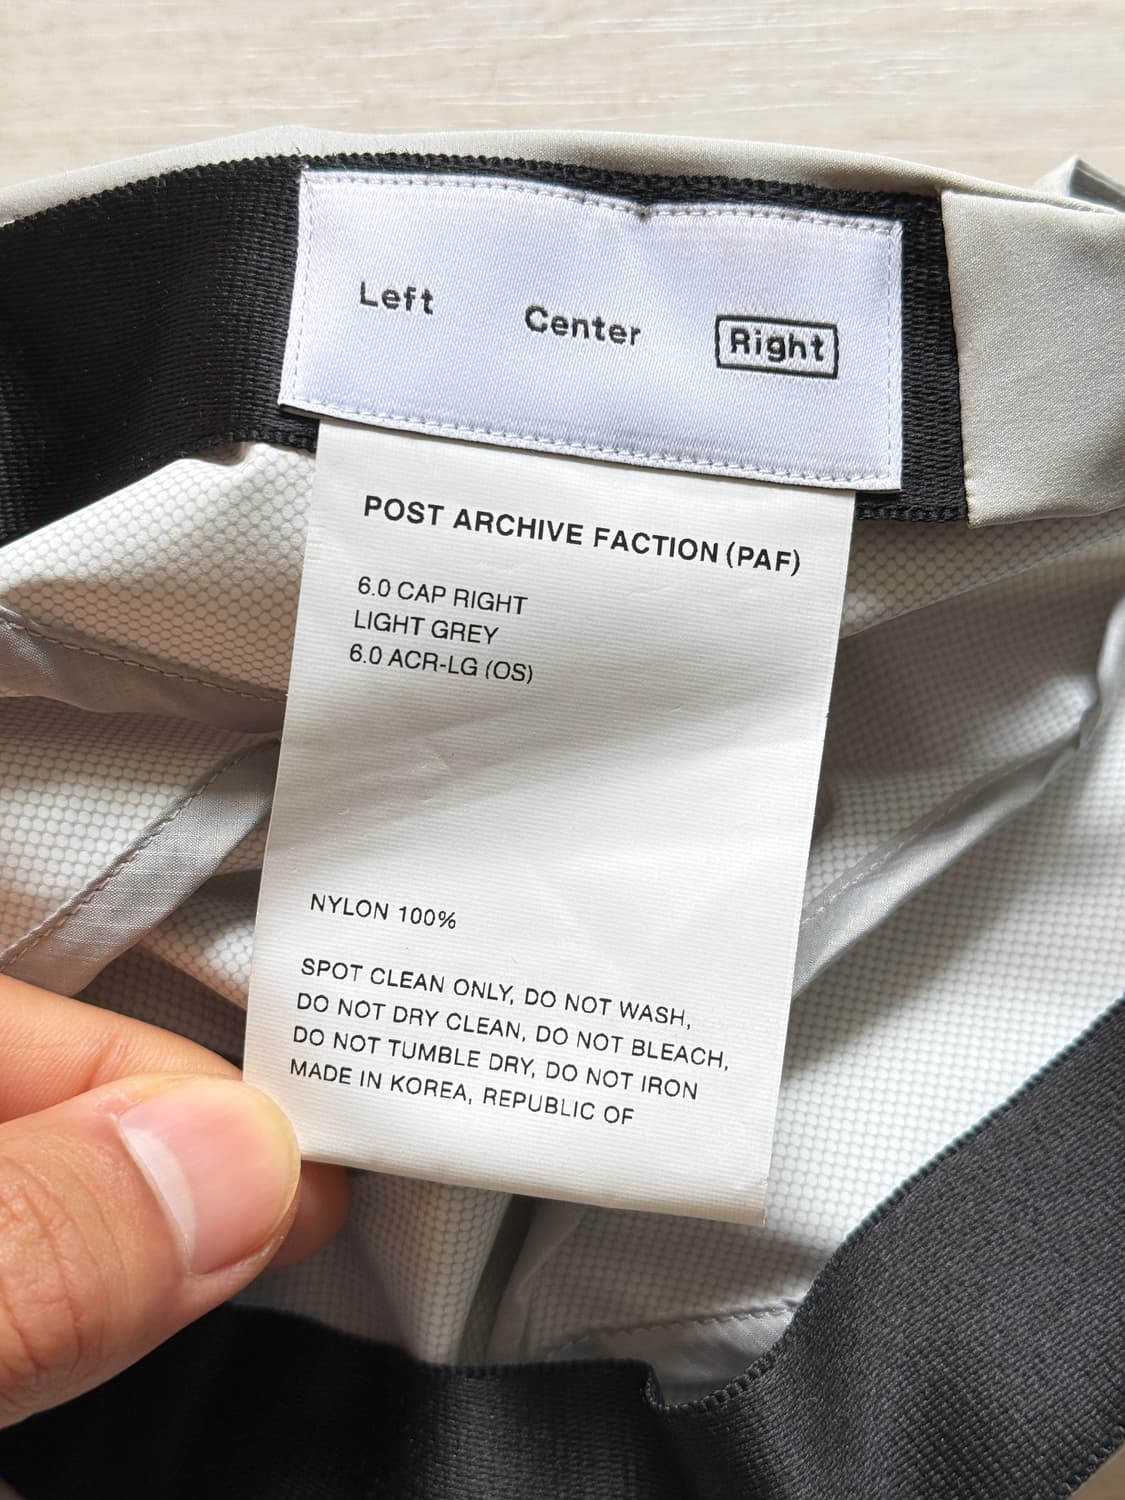 Left Center Right
POST ARCHIVE FACTION (PAF)
6.0 CAP RIGHT
LIGHT GREY
6.0 ACR-LG (OS)
NYLON 100%
SPOT CLEAN ONLY, DO NOT WASH,
DO NOT DRY CLEAN, DO NOT BLEACH,
DO NOT TUMBLE DRY, DO NOT IRON
MADE IN KOREA, REPUBLIC OF